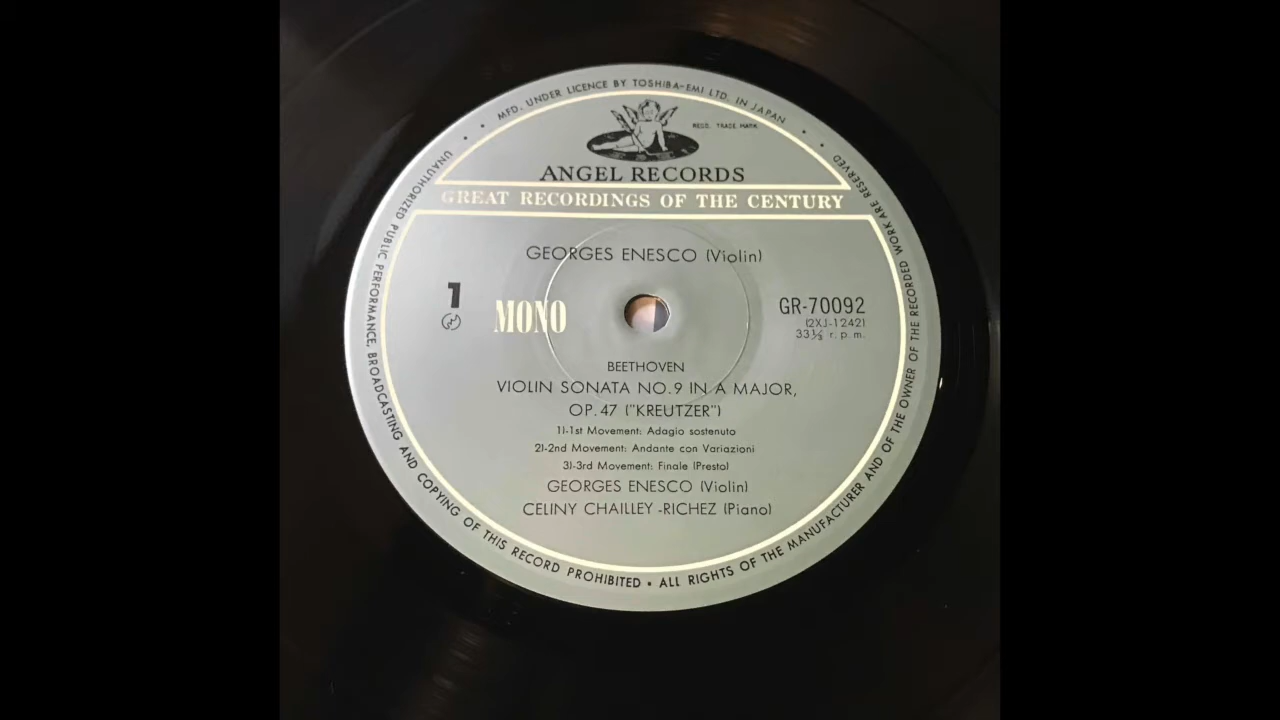 MFD. UNDER LICENCE BY TOSHIBA-EMI LTD. IN JAPAN
REGD. TRADE MARK
ANGEL RECORDS
GREAT RECORDINGS OF THE CENTURY
GEORGES ENESCO (Violin)
1
MONO
GR-70092
(2XJ-1242)
33⅓ r.p.m.
BEETHOVEN
VIOLIN SONATA NO.9 IN A MAJOR,
OP.47 ("KREUTZER")
1)-1st Movement: Adagio sostenuto
2)-2nd Movement: Andante con Variazioni
3)-3rd Movement: Finale (Presto)
GEORGES ENESCO (Violin)
CELINY CHAILLEY-RICHEZ (Piano)
UNAUTHORIZED PUBLIC PERFORMANCE, BROADCASTING AND COPYING OF THIS RECORD PROHIBITED • ALL RIGHTS OF THE MANUFACTURER AND OF THE OWNER OF THE RECORDED WORK ARE RESERVED